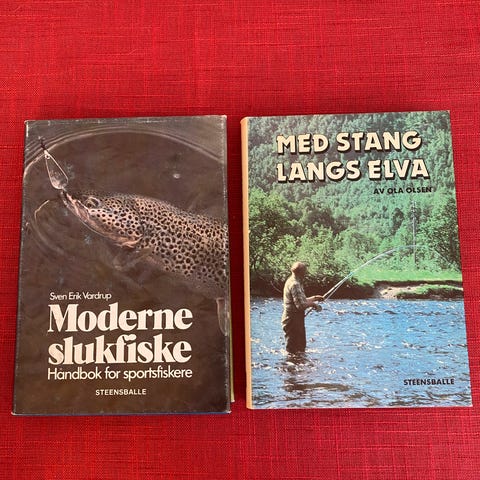 Sven Erik Vardrup
Moderne
slukfiske
Håndbok for sportsfiskere
STEENSBALLE
MED STANG
LANGS ELVA
AV OLA OLSEN
STEENSBALLE